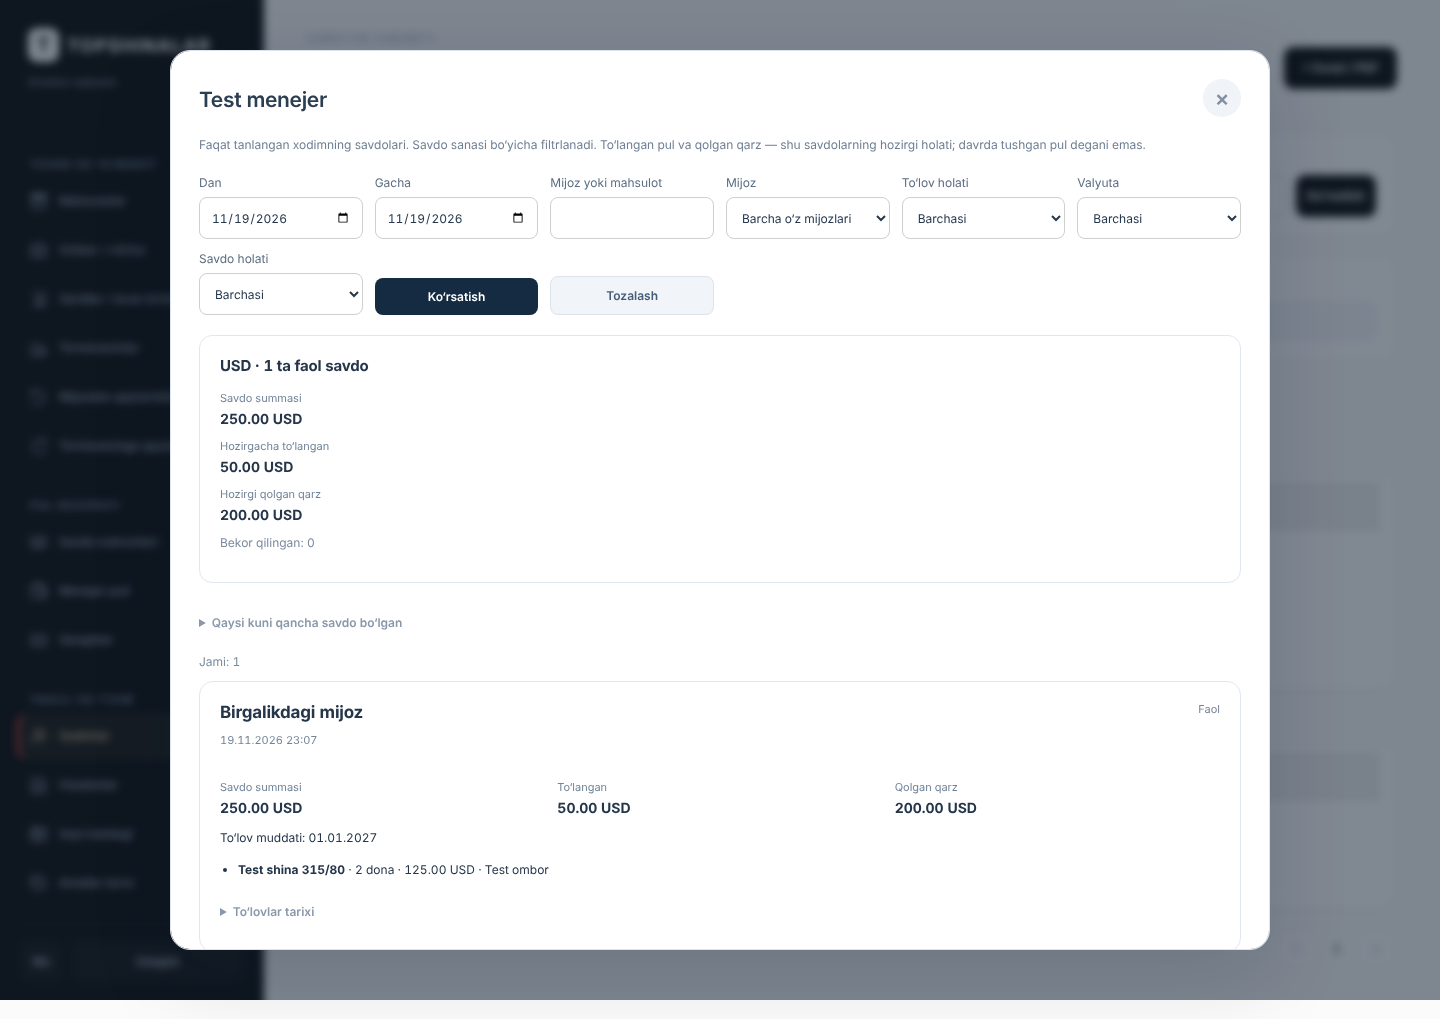 TOPSHINALAR
Test menejer
×
Faqat tanlangan xodimning savdolari. Savdo sanasi bo‘yicha filtrlanadi. To‘langan pul va qolgan qarz — shu savdolarning hozirgi holati; davrda tushgan pul degani emas.
Dan Gacha Mijoz yoki mahsulot Mijoz To‘lov holati Valyuta
11/19/2026 11/19/2026 Barcha o‘z mijozlari Barchasi Barchasi
Savdo holati
Barchasi Ko‘rsatish Tozalash
USD · 1 ta faol savdo
Savdo summasi
250.00 USD
Hozirgacha to‘langan
50.00 USD
Hozirgi qolgan qarz
200.00 USD
Bekor qilingan: 0
▶ Qaysi kuni qancha savdo bo‘lgan
Jami: 1
Birgalikdagi mijoz Faol
19.11.2026 23:07
Savdo summasi To‘langan Qolgan qarz
250.00 USD 50.00 USD 200.00 USD
To‘lov muddati: 01.01.2027
• Test shina 315/80 · 2 dona · 125.00 USD · Test ombor
▶ To‘lovlar tarixi